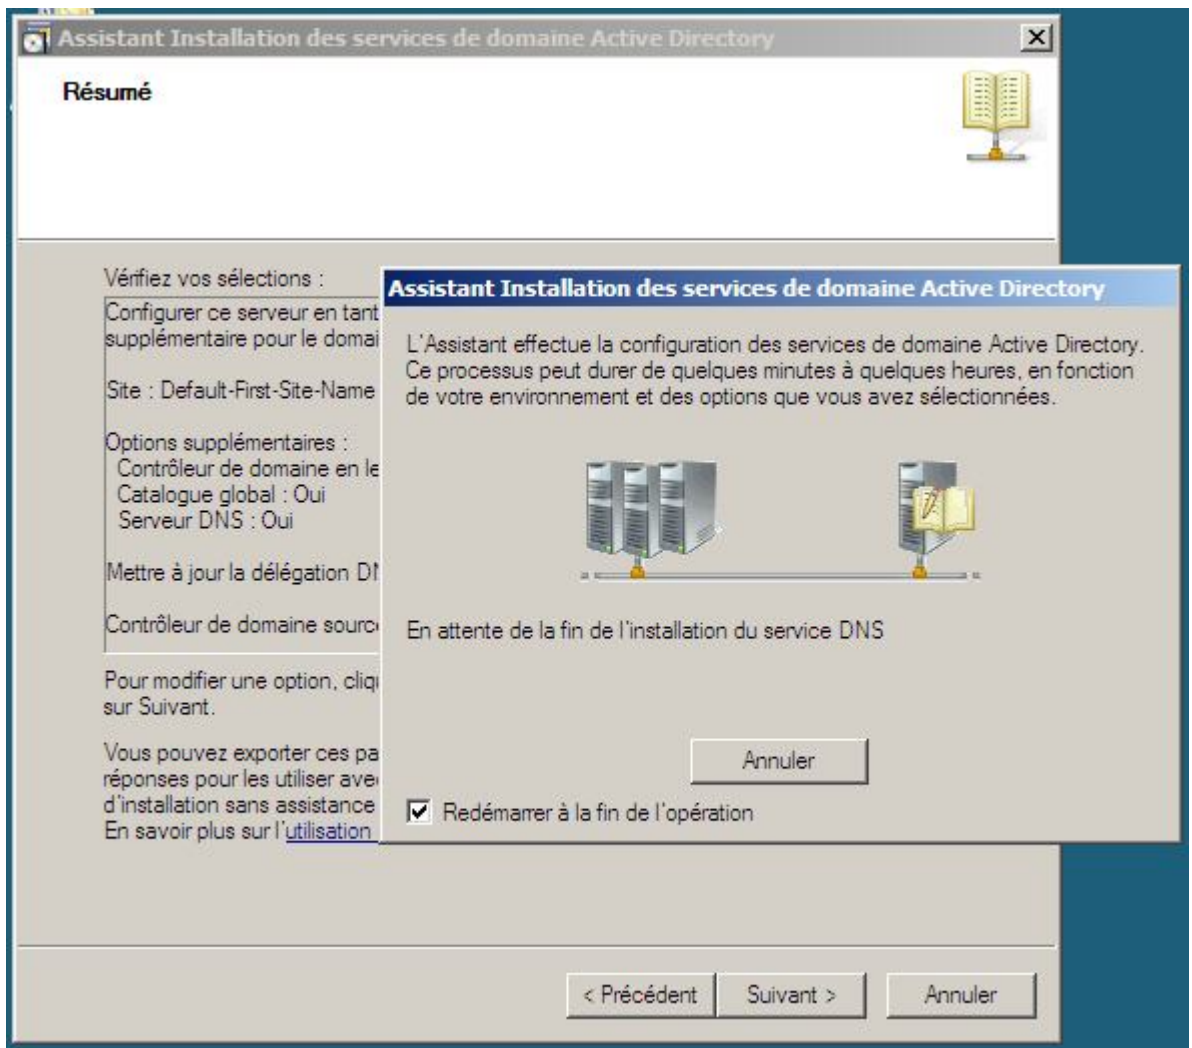 Assistant Installation des services de domaine Active Directory
Résumé
Vérifiez vos sélections :
Configurer ce serveur en tant
supplémentaire pour le domai
Site : Default-First-Site-Name
Options supplémentaires :
Contrôleur de domaine en le
Catalogue global : Oui
Serveur DNS : Oui
Mettre à jour la délégation
Contrôleur de domaine source
Pour modifier une option, cliqu
sur Suivant.
Vous pouvez exporter ces pa
réponses pour les utiliser avec
d'installation sans assistance
En savoir plus sur l'utilisation
Assistant Installation des services de domaine Active Directory
L'Assistant effectue la configuration des services de domaine Active Directory.
Ce processus peut durer de quelques minutes à quelques heures, en fonction
de votre environnement et des options que vous avez sélectionnées.
En attente de la fin de l'installation du service DNS
Annuler
Redémarrer à la fin de l'opération
< Précédent
Suivant >
Annuler